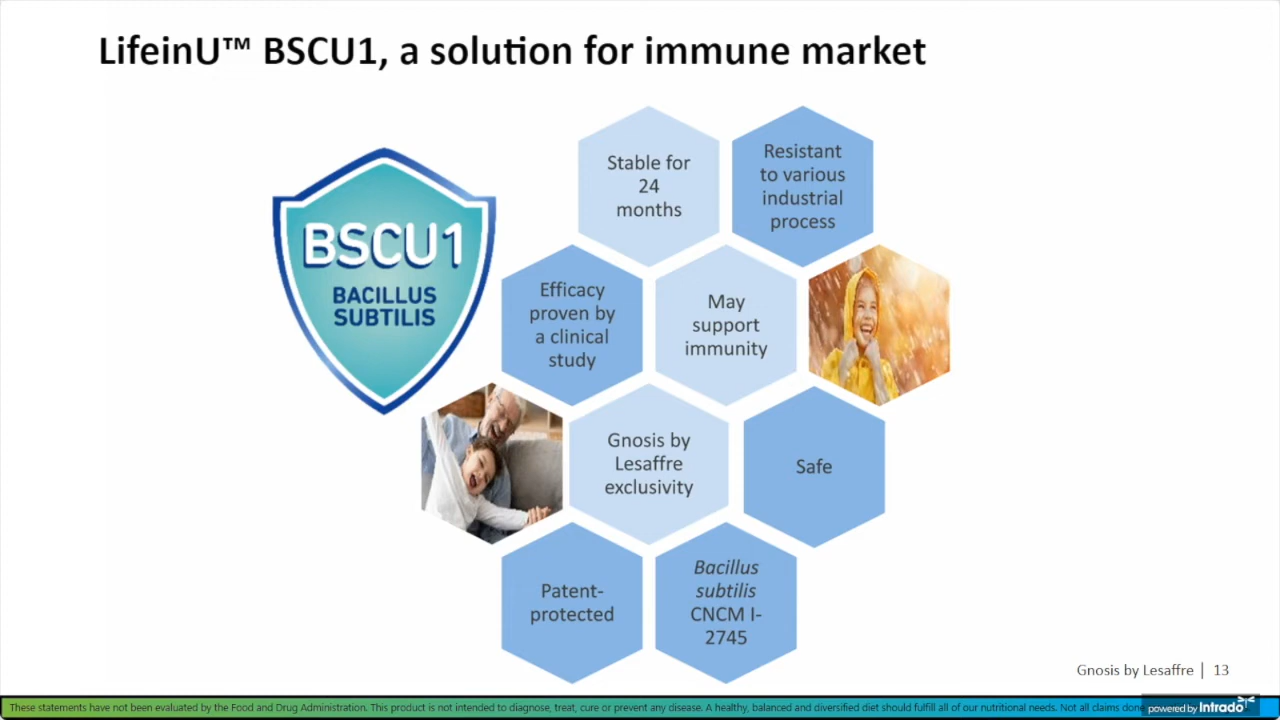 LifeinU™ BSCU1, a solution for immune market
BSCU1
BACILLUS
SUBTILIS
Stable for
24
months
Resistant
to various
industrial
process
Efficacy
proven by
a clinical
study
May
support
immunity
Gnosis by
Lesaffre
exclusivity
Safe
Patent-
protected
Bacillus
subtilis
CNCM I-
2745
Gnosis by Lesaffre | 13
These statements have not been evaluated by the Food and Drug Administration. This product is not intended to diagnose, treat, cure or prevent any disease. A healthy, balanced and diversified diet should fulfill all of our nutritional needs. Not all claims done
powered by Intrado